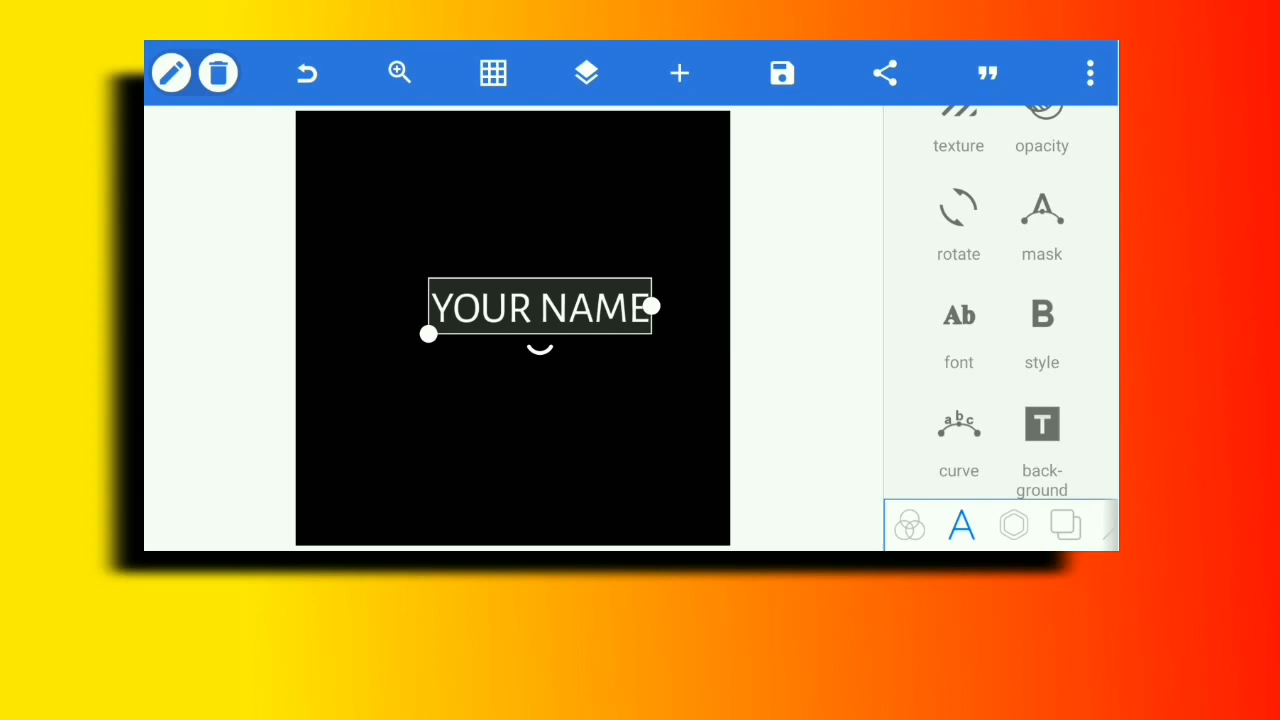 texture opacity
rotate mask
YOUR NAME
Ab B
font style
abc T
curve back-
ground
A